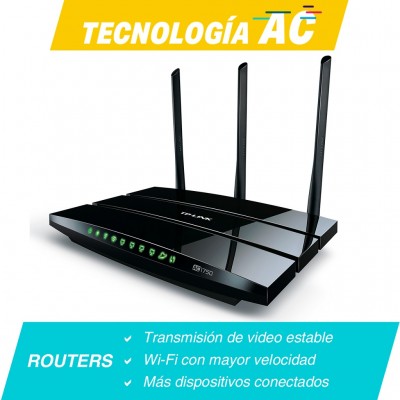 TECNOLOGÍA AC
TP-LINK
AC1750
Transmisión de video estable
ROUTERS
Wi-Fi con mayor velocidad
Más dispositivos conectados